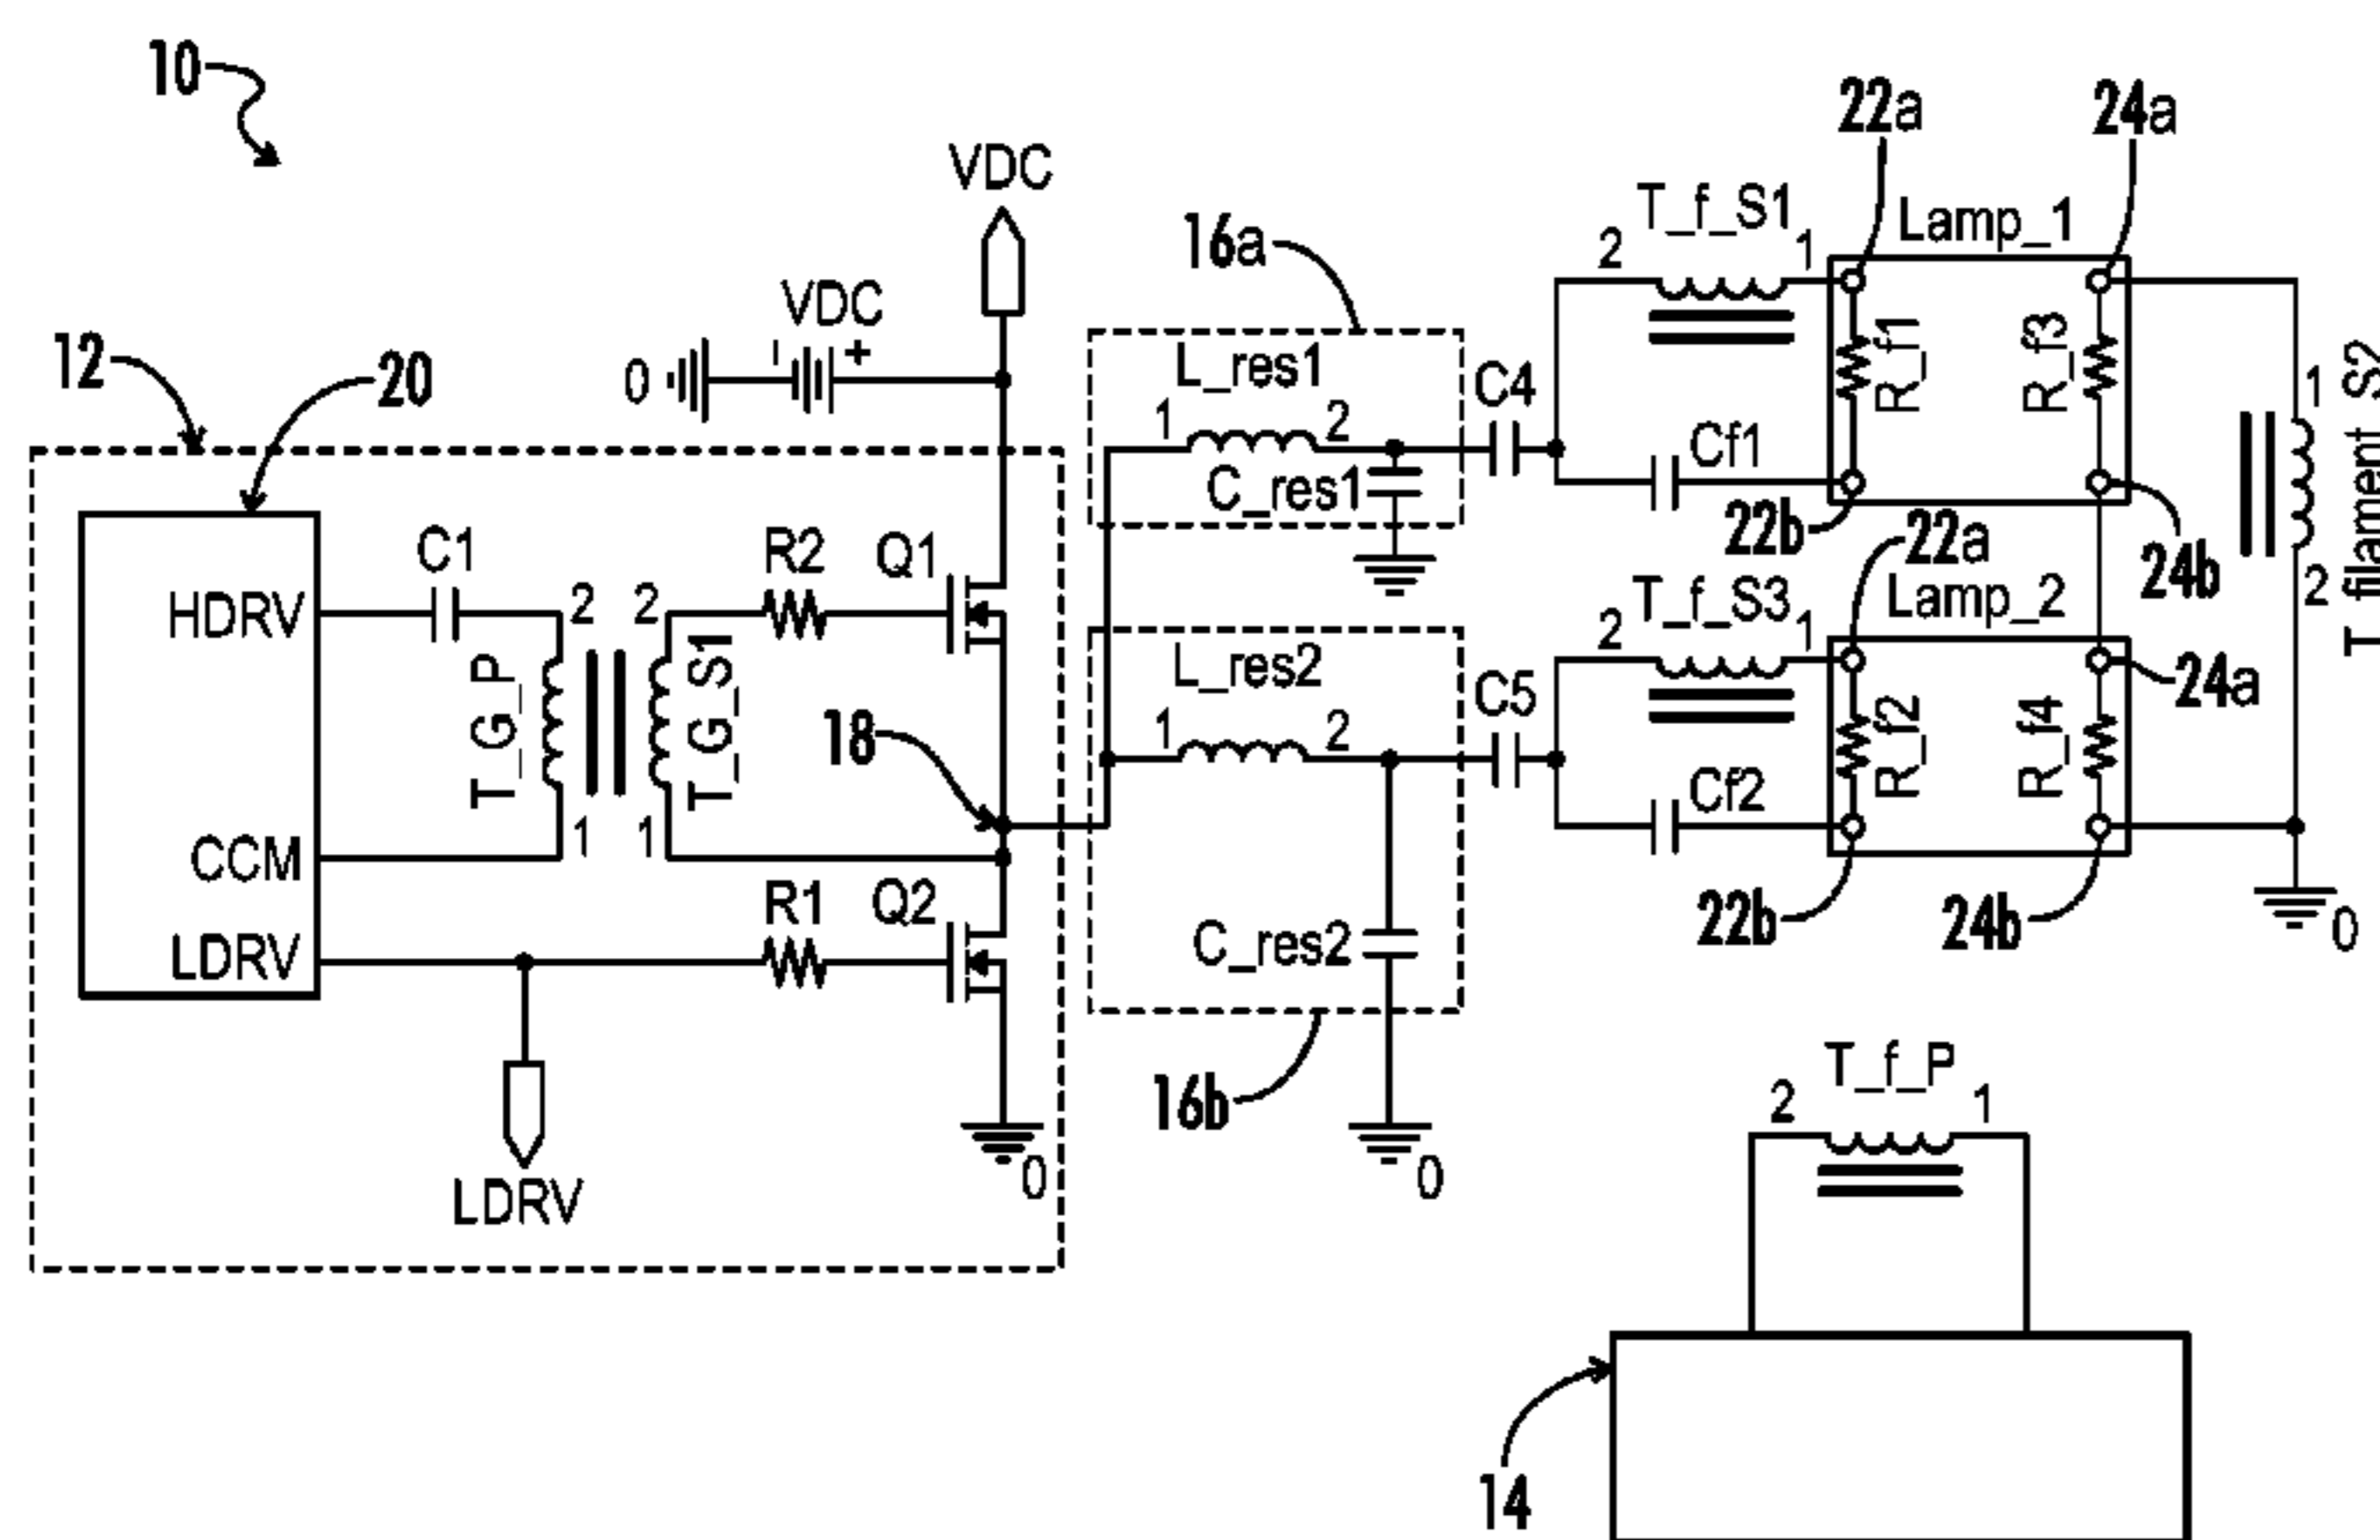 10
22a
24a
VDC
T_f_S1
Lamp_1
16a
2
1
VDC
12
20
0
-
+
L_res1
C4
R_f1
R_f3
1
T_filament_S2
1
2
Cf1
C_res1
22b
22a
24b
C1
R2
Q1
T_f_S3
Lamp_2
2
HDRV
2
2
2
1
L_res2
24a
T_G_P
T_G_S1
18
1
2
C5
R_f2
R_f4
Cf2
CCM
1
1
R1
Q2
22b
24b
0
LDRV
C_res2
T_f_P
16b
2
1
0
0
LDRV
14